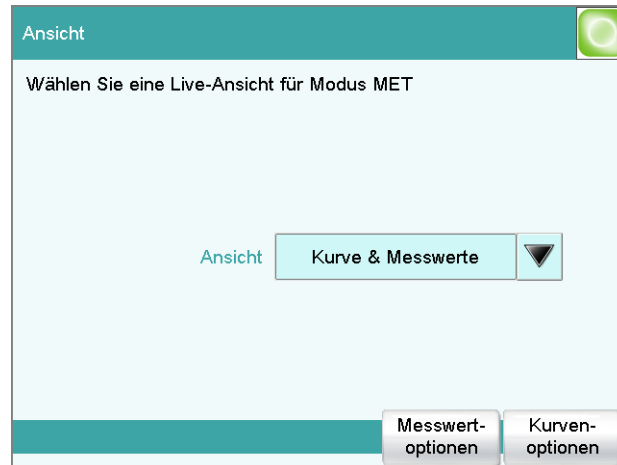 Ansicht
Wählen Sie eine Live-Ansicht für Modus MET
Ansicht
Kurve & Messwerte
Messwert-
optionen
Kurven-
optionen